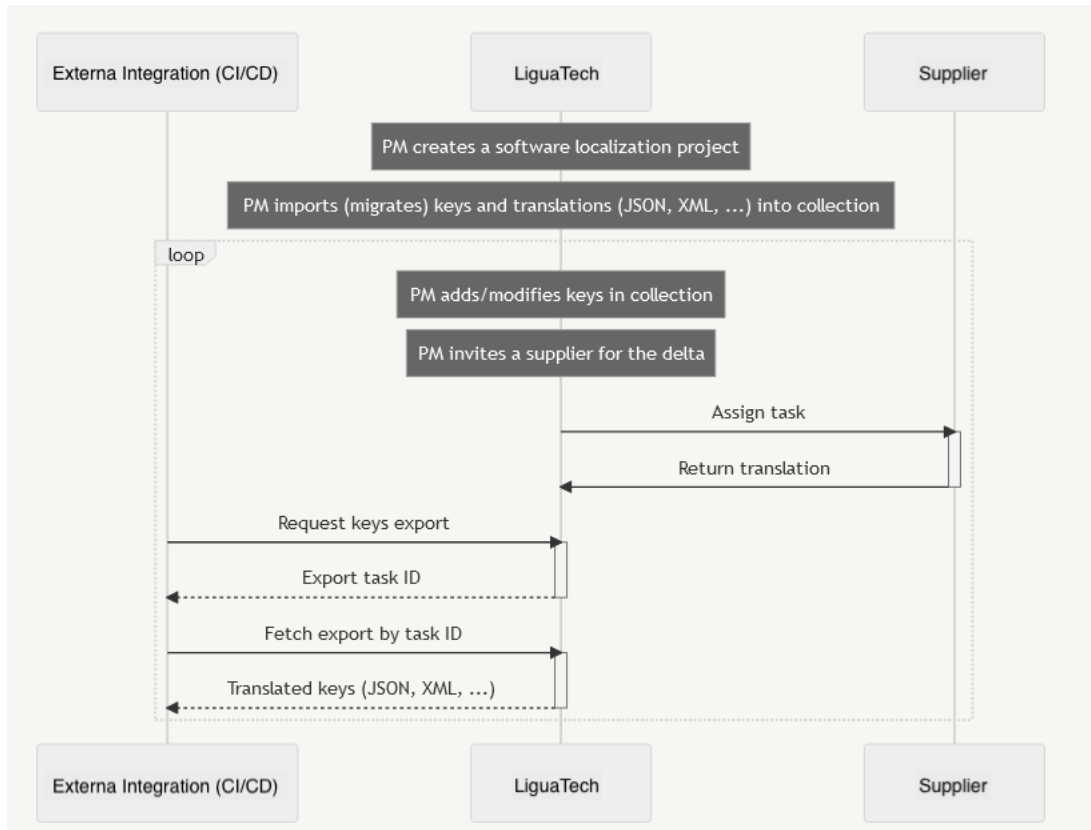 Externa Integration (CI/CD)
LiguaTech
Supplier
PM creates a software localization project
PM imports (migrates) keys and translations (JSON, XML, ...) into collection
loop
PM adds/modifies keys in collection
PM invites a supplier for the delta
Assign task
Return translation
Request keys export
Export task ID
Fetch export by task ID
Translated keys (JSON, XML, ...)
Externa Integration (CI/CD)
LiguaTech
Supplier